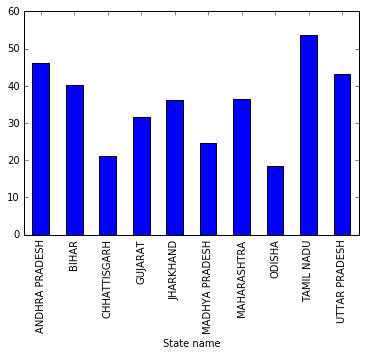 60
50
40
30
20
10
0
ANDHRA PRADESH
BIHAR
CHHATTISGARH
GUJARAT
JHARKHAND
MADHYA PRADESH
MAHARASHTRA
ODISHA
TAMIL NADU
UTTAR PRADESH
State name